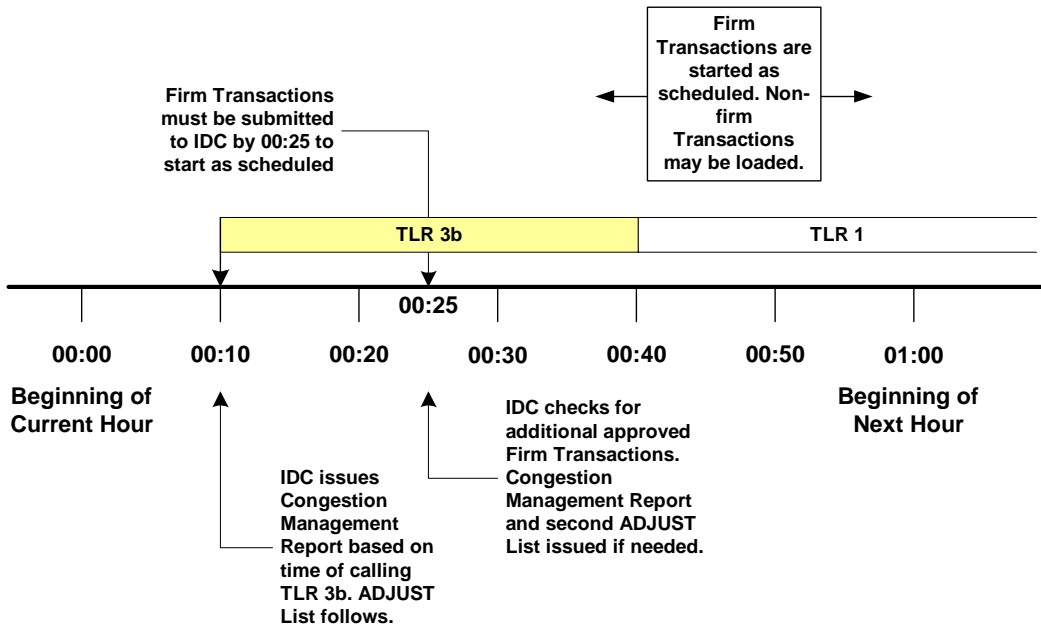 Firm
Transactions are
started as
scheduled. Non-
firm
Transactions
may be loaded.
Firm Transactions
must be submitted
to IDC by 00:25 to
start as scheduled
TLR 3b
TLR 1
00:25
00:00
00:10
00:20
00:30
00:40
00:50
01:00
Beginning of
Current Hour
Beginning of
Next Hour
IDC issues
Congestion
Management
Report based on
time of calling
TLR 3b. ADJUST
List follows.
IDC checks for
additional approved
Firm Transactions.
Congestion
Management Report
and second ADJUST
List issued if needed.